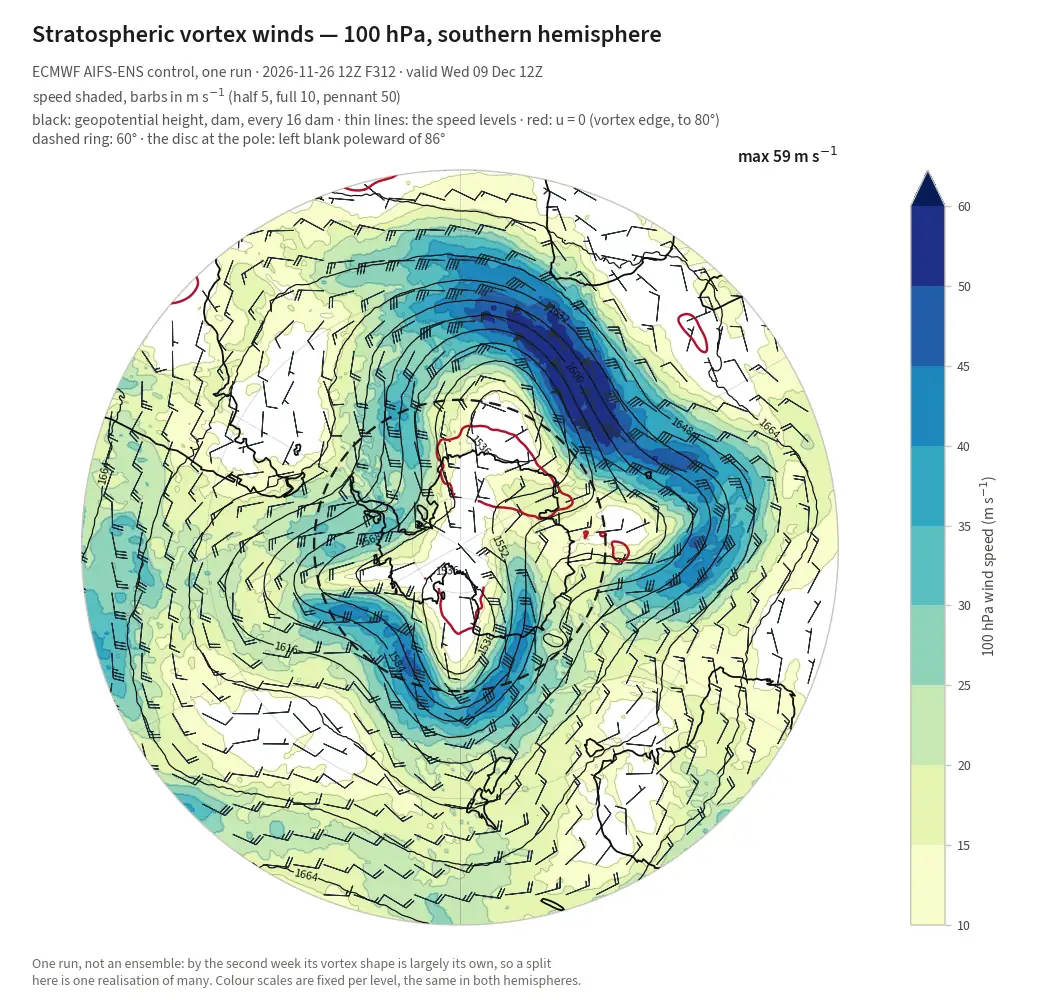 Stratospheric vortex winds — 100 hPa, southern hemisphere
ECMWF AIFS-ENS control, one run · 2026-11-26 12Z F312 · valid Wed 09 Dec 12Z
speed shaded, barbs in m s⁻¹ (half 5, full 10, pennant 50)
black: geopotential height, dam, every 16 dam · thin lines: the speed levels · red: u = 0 (vortex edge, to 80°)
dashed ring: 60° · the disc at the pole: left blank poleward of 86°
max 59 m s⁻¹
60
50
45
40
35
30
25
20
15
10
100 hPa wind speed (m s⁻¹)
1632
1600
1648
1664
1536
1552
1568
1536
1616
1584
1536
1664
One run, not an ensemble: by the second week its vortex shape is largely its own, so a split
here is one realisation of many. Colour scales are fixed per level, the same in both hemispheres.